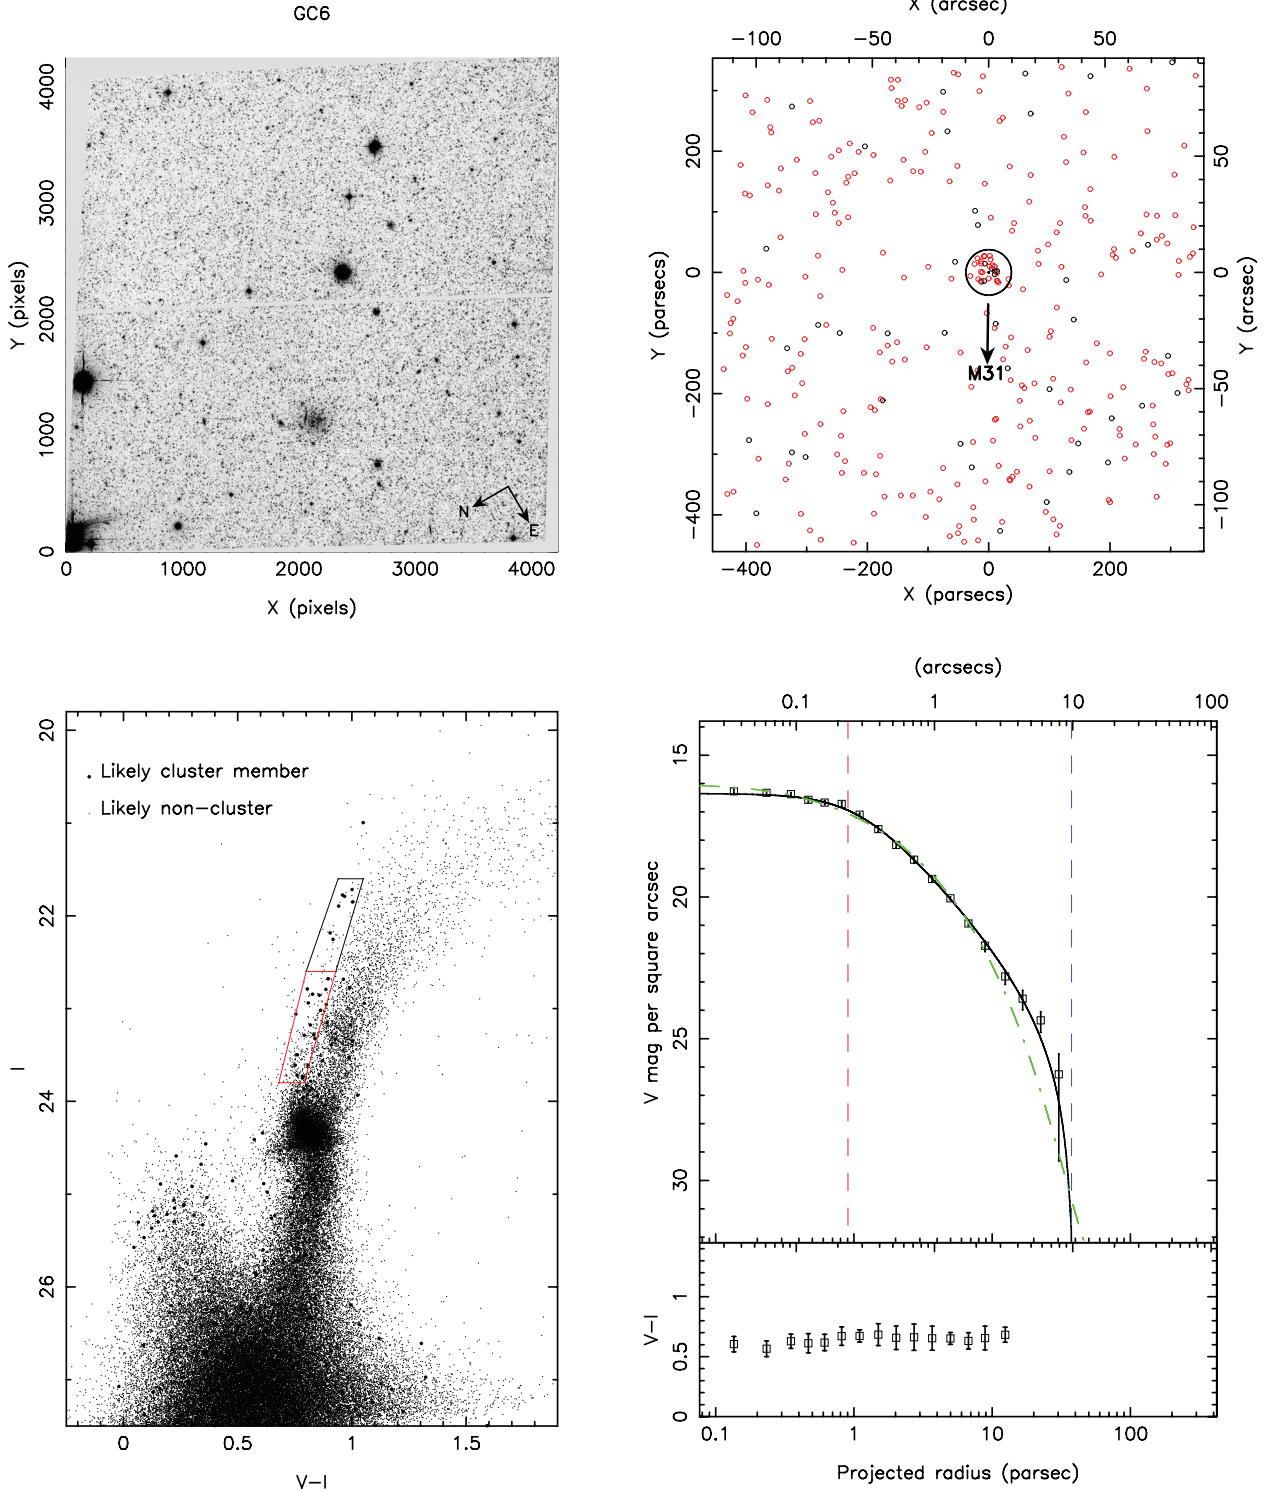 GC6
4000
3000
2000
1000
0
Y (pixels)
N
E
0 1000 2000 3000 4000
X (pixels)
X (arcsec)
−100 −50 0 50
200
0
−200
−400
Y (parsecs)
50
0
−50
−100
Y (arcsec)
M31
−400 −200 0 200
X (parsecs)
20
22
24
26
I
Likely cluster member
Likely non−cluster
0 0.5 1 1.5
V−I
(arcsecs)
0.1 1 10 100
15
20
25
30
V mag per square arcsec
1
0.5
0
V−I
0.1 1 10 100
Projected radius (parsec)